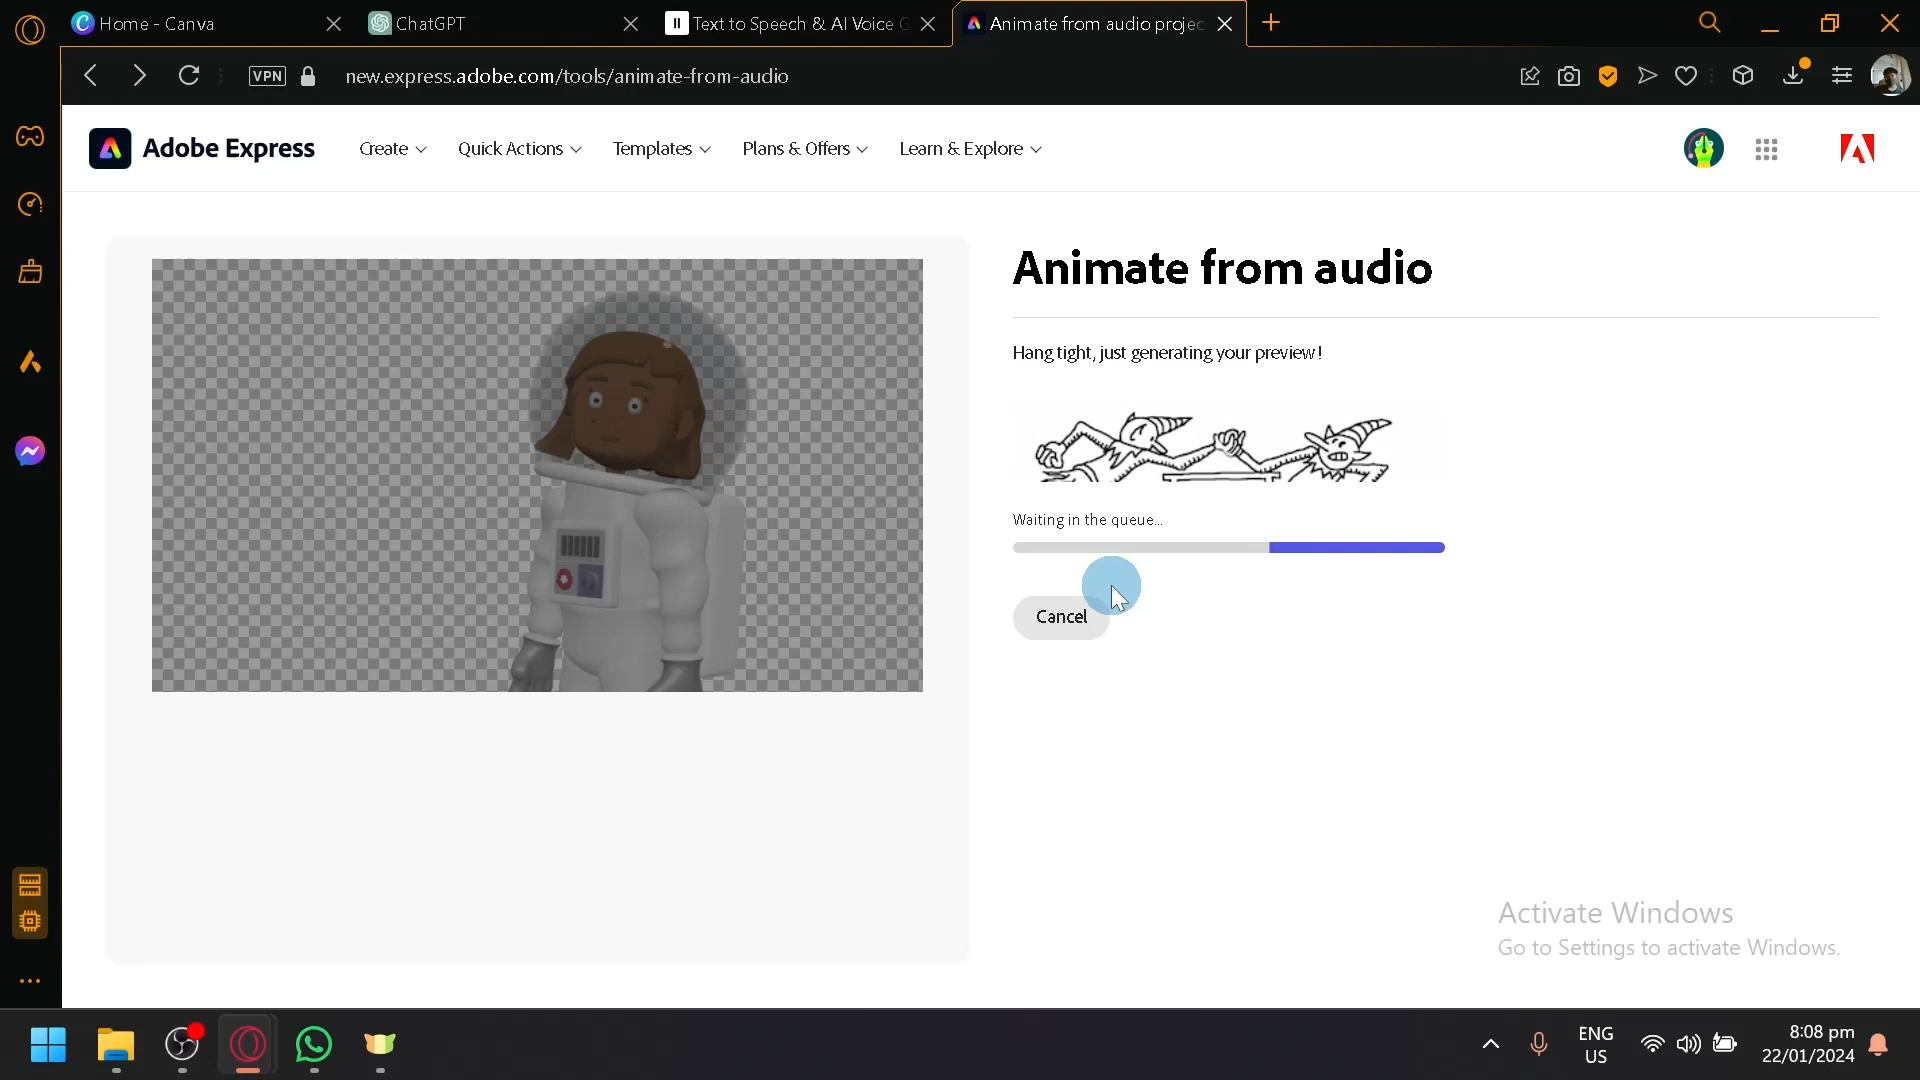 Home - Canva
ChatGPT
Text to Speech & AI Voice G
Animate from audio projec
VPN
new.express.adobe.com/tools/animate-from-audio
Adobe Express
Create
Quick Actions
Templates
Plans & Offers
Learn & Explore
Animate from audio
Hang tight, just generating your preview!
Waiting in the queue...
Cancel
Activate Windows
Go to Settings to activate Windows.
ENG
US
8:08 pm
22/01/2024